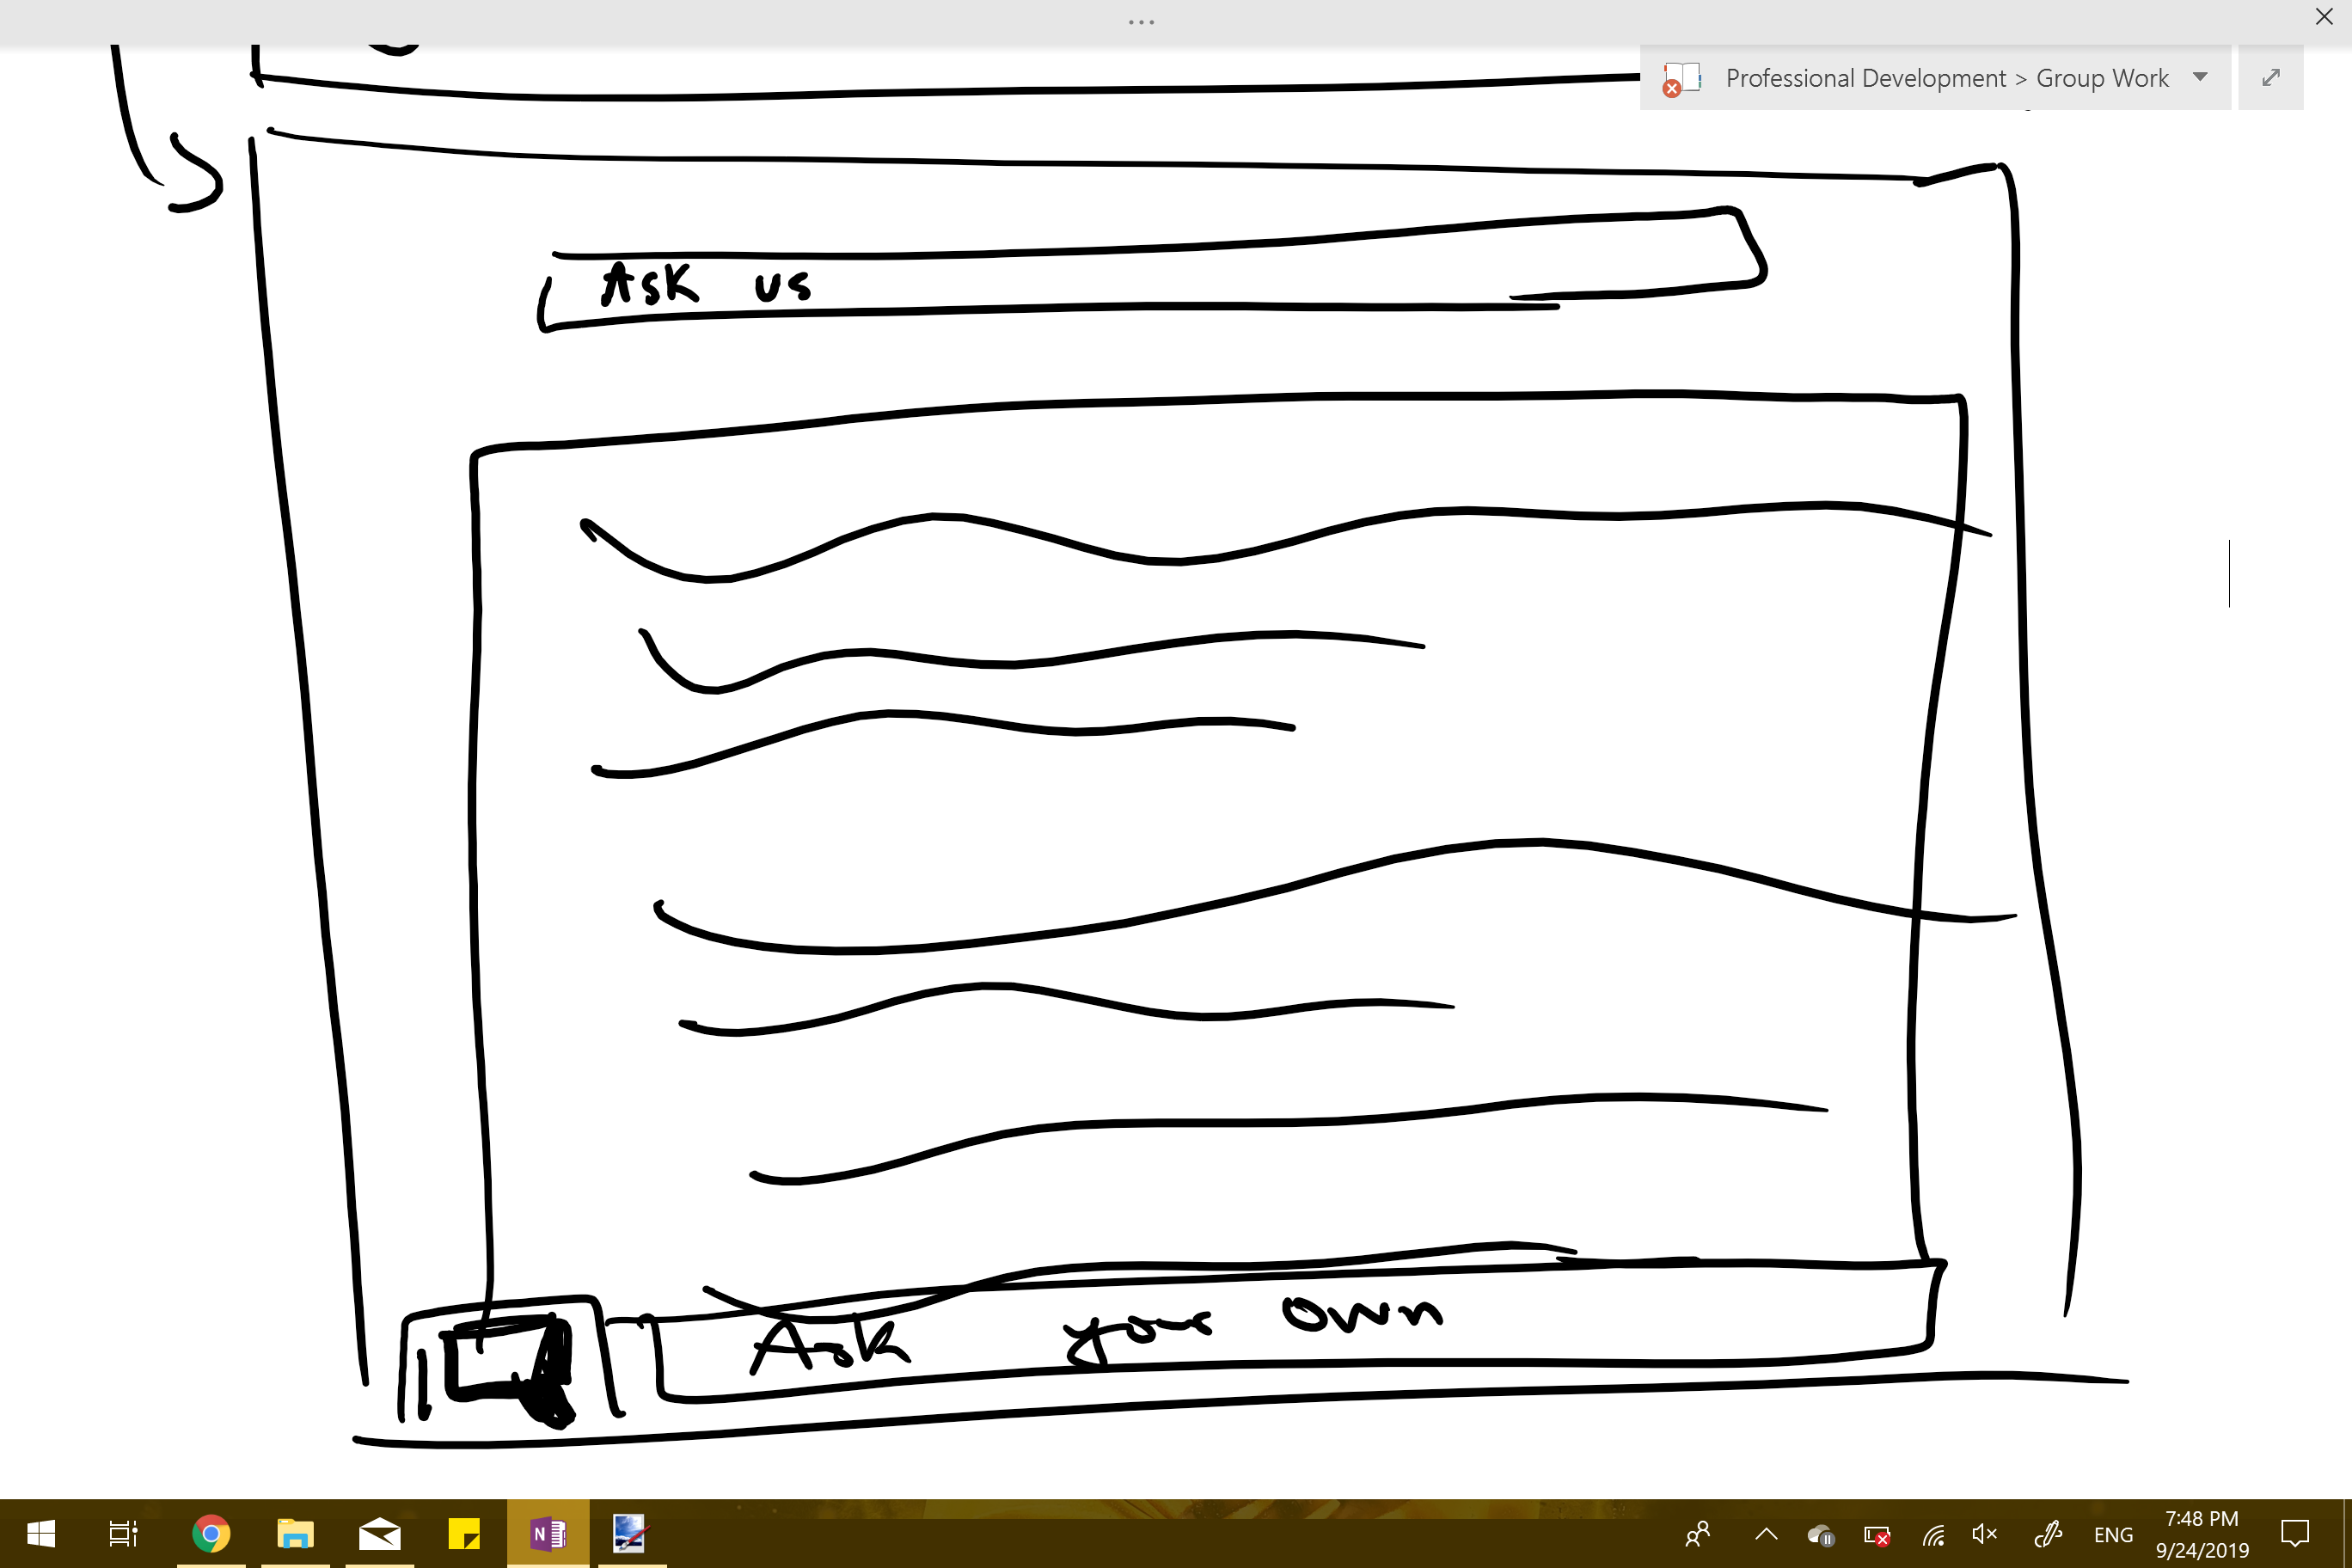 Professional Development > Group Work
Ask us
Ask your own
N
ENG
7:48 PM
9/24/2019